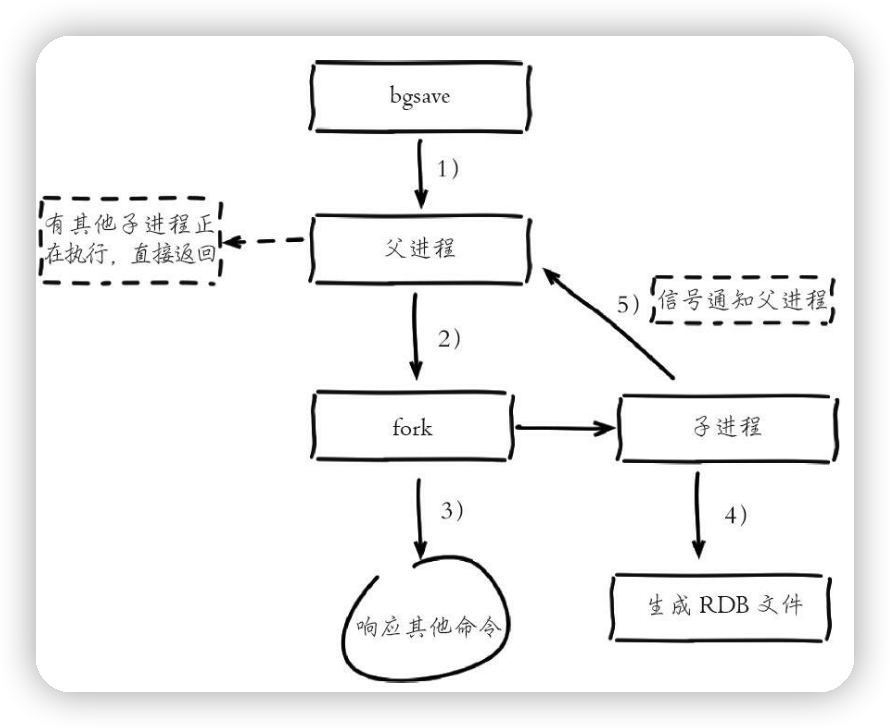 bgsave
1)
有其他子进程正
在执行，直接返回
父进程
5)
信号通知父进程
2)
fork
子进程
3)
4)
响应其他命令
生成 RDB 文件